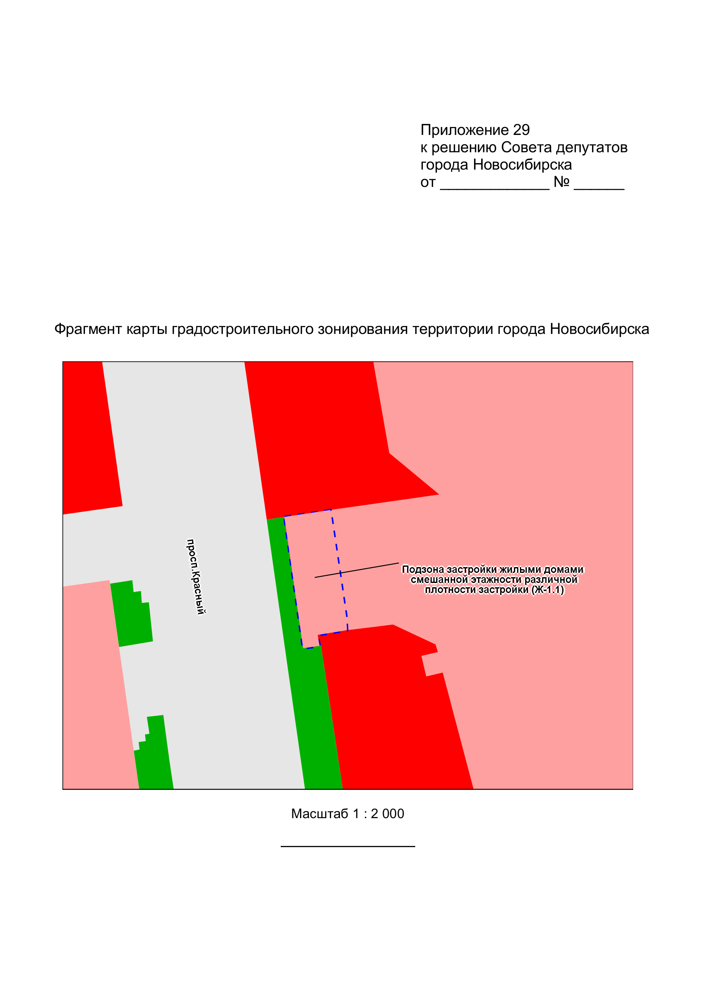 Приложение 29
к решению Совета депутатов
города Новосибирска
от _____________ № ______
Фрагмент карты градостроительного зонирования территории города Новосибирска
просп.Красный
Подзона застройки жилыми домами
смешанной этажности различной
плотности застройки (Ж-1.1)
Масштаб 1 : 2 000